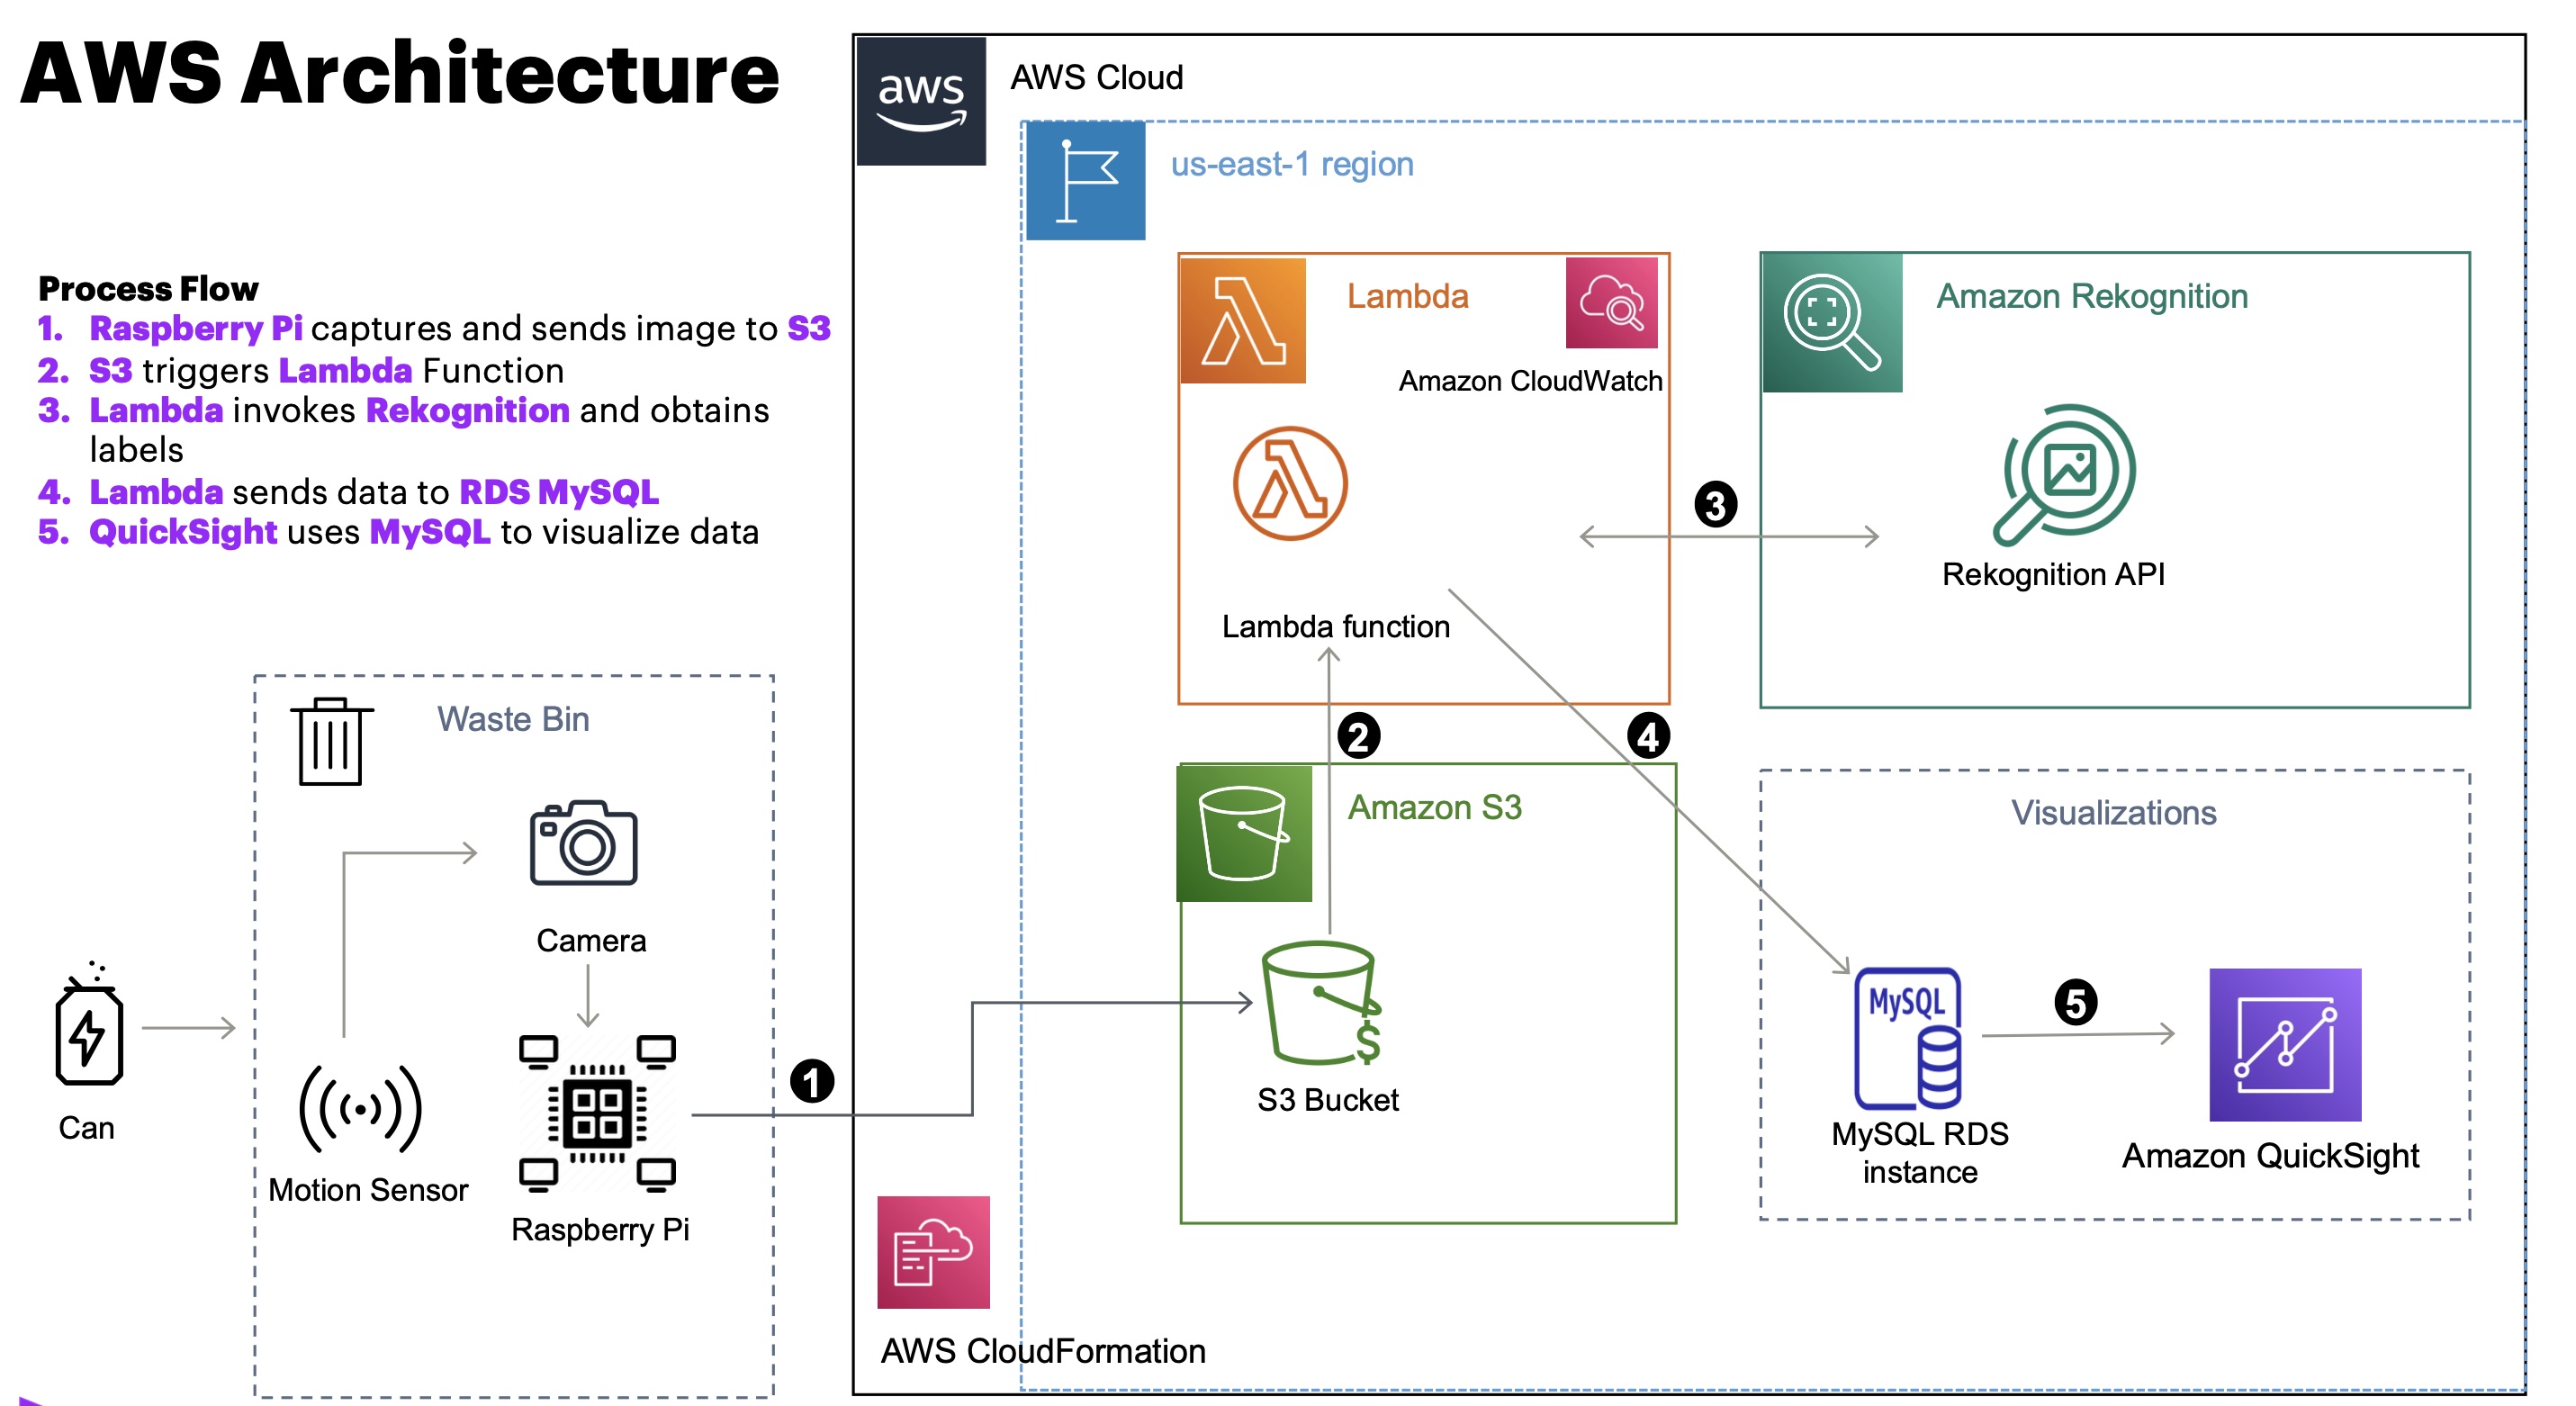 AWS Architecture
Process Flow
1. Raspberry Pi captures and sends image to S3
2. S3 triggers Lambda Function
3. Lambda invokes Rekognition and obtains
labels
4. Lambda sends data to RDS MySQL
5. QuickSight uses MySQL to visualize data
Waste Bin
Camera
Can
Motion Sensor
Raspberry Pi
1
aws
AWS Cloud
us-east-1 region
Lambda
Amazon CloudWatch
Lambda function
3
Amazon Rekognition
Rekognition API
2
4
Amazon S3
$
S3 Bucket
Visualizations
MySQL
MySQL RDS
instance
5
Amazon QuickSight
AWS CloudFormation